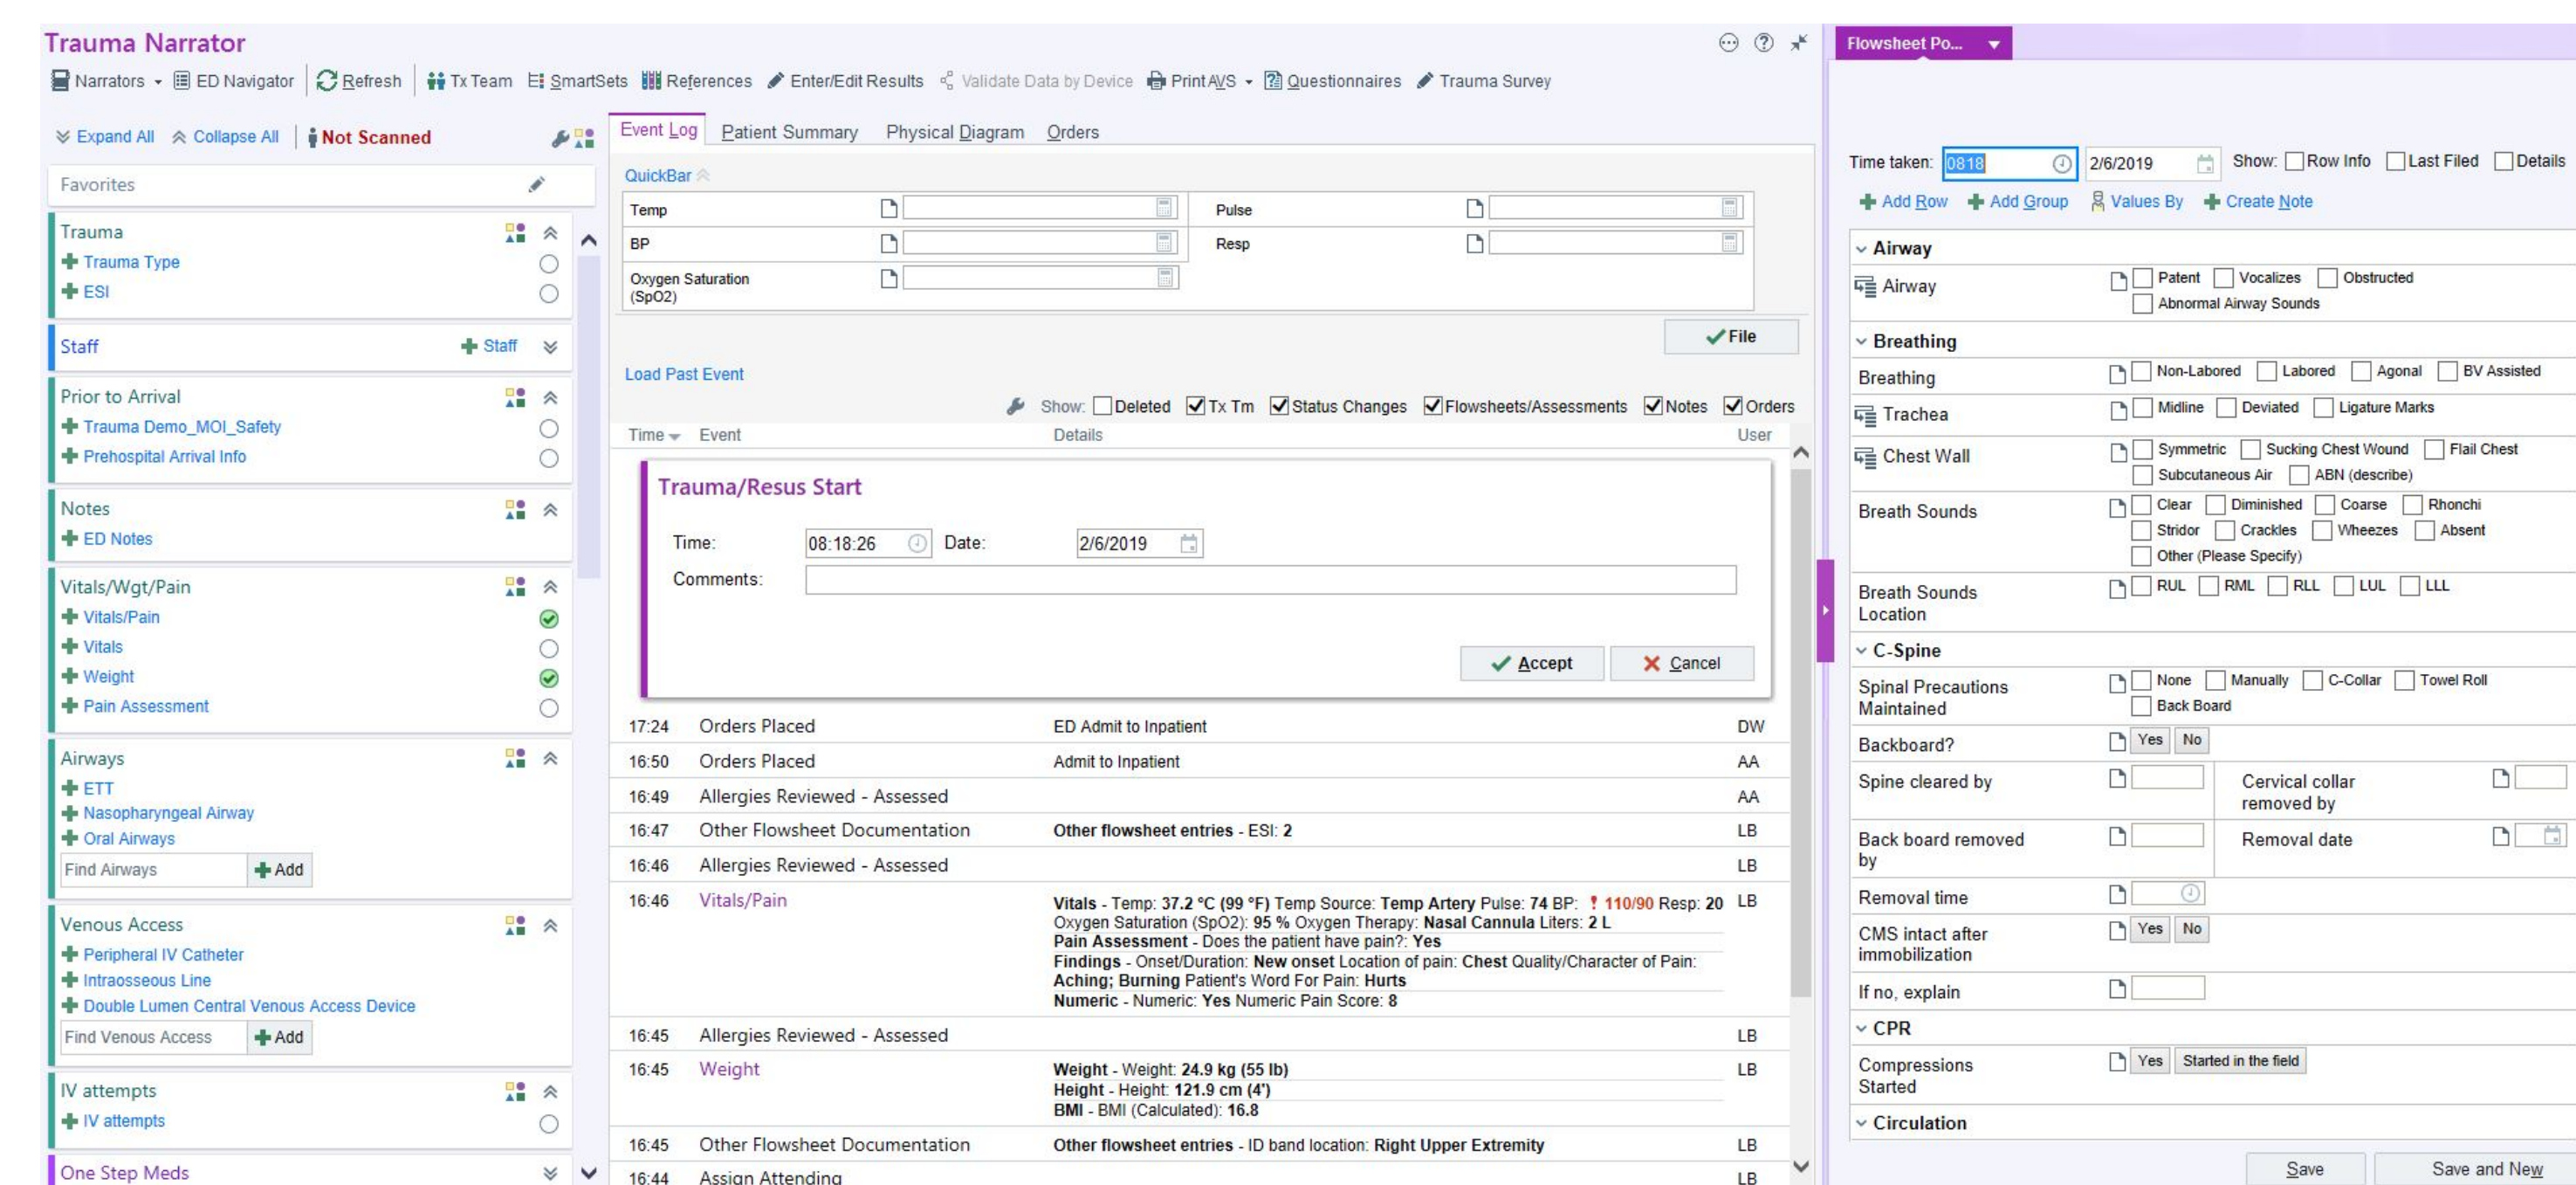 Trauma Narrator
Narrators ED Navigator Refresh Tx Team SmartSets References Enter/Edit Results Validate Data by Device Print AVS Questionnaires Trauma Survey
Expand All Collapse All Not Scanned
Favorites
Trauma
Trauma Type
ESI
Staff Staff
Prior to Arrival
Trauma Demo_MOI_Safety
Prehospital Arrival Info
Notes
ED Notes
Vitals/Wgt/Pain
Vitals/Pain
Vitals
Weight
Pain Assessment
Airways
ETT
Nasopharyngeal Airway
Oral Airways
Find Airways Add
Venous Access
Peripheral IV Catheter
Intraosseous Line
Double Lumen Central Venous Access Device
Find Venous Access Add
IV attempts
IV attempts
One Step Meds
Event Log Patient Summary Physical Diagram Orders
QuickBar
Temp Pulse
BP Resp
Oxygen Saturation
(SpO2)
File
Load Past Event
Show: Deleted Tx Tm Status Changes Flowsheets/Assessments Notes Orders
Time Event Details User
Trauma/Resus Start
Time: 08:18:26 Date: 2/6/2019
Comments:
Accept Cancel
17:24 Orders Placed ED Admit to Inpatient DW
16:50 Orders Placed Admit to Inpatient AA
16:49 Allergies Reviewed - Assessed AA
16:47 Other Flowsheet Documentation Other flowsheet entries - ESI: 2 LB
16:46 Allergies Reviewed - Assessed LB
16:46 Vitals/Pain Vitals - Temp: 37.2 °C (99 °F) Temp Source: Temp Artery Pulse: 74 BP: ! 110/90 Resp: 20 LB
Oxygen Saturation (SpO2): 95 % Oxygen Therapy: Nasal Cannula Liters: 2 L
Pain Assessment - Does the patient have pain?: Yes
Findings - Onset/Duration: New onset Location of pain: Chest Quality/Character of Pain:
Aching; Burning Patient's Word For Pain: Hurts
Numeric - Numeric: Yes Numeric Pain Score: 8
16:45 Allergies Reviewed - Assessed LB
16:45 Weight Weight - Weight: 24.9 kg (55 lb) LB
Height - Height: 121.9 cm (4')
BMI - BMI (Calculated): 16.8
16:45 Other Flowsheet Documentation Other flowsheet entries - ID band location: Right Upper Extremity LB
16:44 Assign Attending LB
Flowsheet Po...
Time taken: 0818 2/6/2019 Show: Row Info Last Filed Details
Add Row Add Group Values By Create Note
Airway
Airway Patent Vocalizes Obstructed
Abnormal Airway Sounds
Breathing
Breathing Non-Labored Labored Agonal BV Assisted
Trachea Midline Deviated Ligature Marks
Chest Wall Symmetric Sucking Chest Wound Flail Chest
Subcutaneous Air ABN (describe)
Breath Sounds Clear Diminished Coarse Rhonchi
Stridor Crackles Wheezes Absent
Other (Please Specify)
Breath Sounds RUL RML RLL LUL LLL
Location
C-Spine
Spinal Precautions None Manually C-Collar Towel Roll
Maintained Back Board
Backboard? Yes No
Spine cleared by Cervical collar
removed by
Back board removed Removal date
by
Removal time
CMS intact after Yes No
immobilization
If no, explain
CPR
Compressions Yes Started in the field
Started
Circulation
Save Save and New